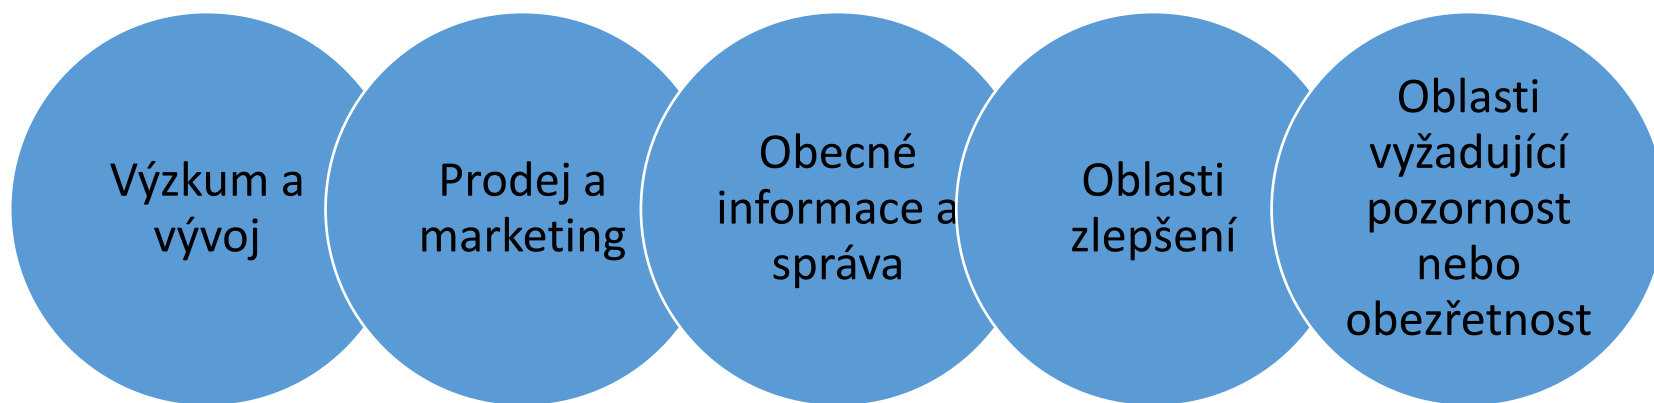 Výzkum a
vývoj
Prodej a
marketing
Obecné
informace a
správa
Oblasti
zlepšení
Oblasti
vyžadující
pozornost
nebo
obezřetnost